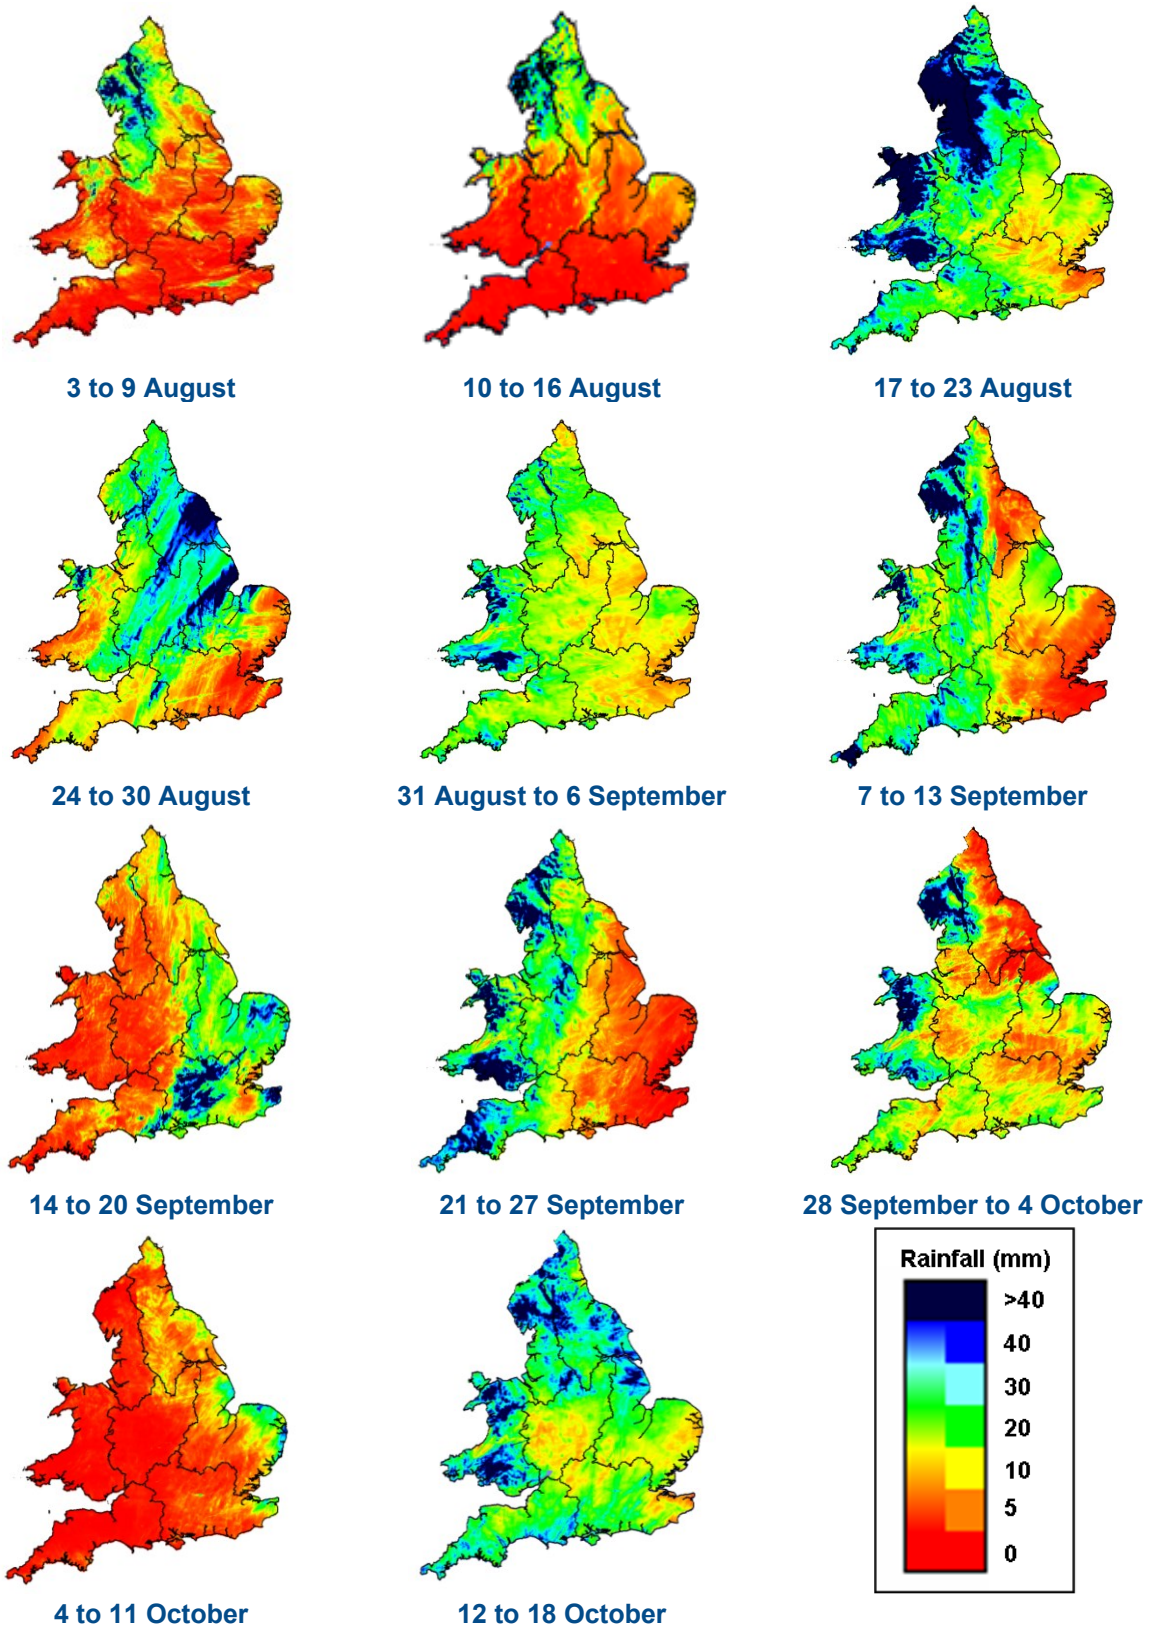 3 to 9 August
10 to 16 August
17 to 23 August
24 to 30 August
31 August to 6 September
7 to 13 September
14 to 20 September
21 to 27 September
28 September to 4 October
4 to 11 October
12 to 18 October
Rainfall (mm)
>40
40
30
20
10
5
0